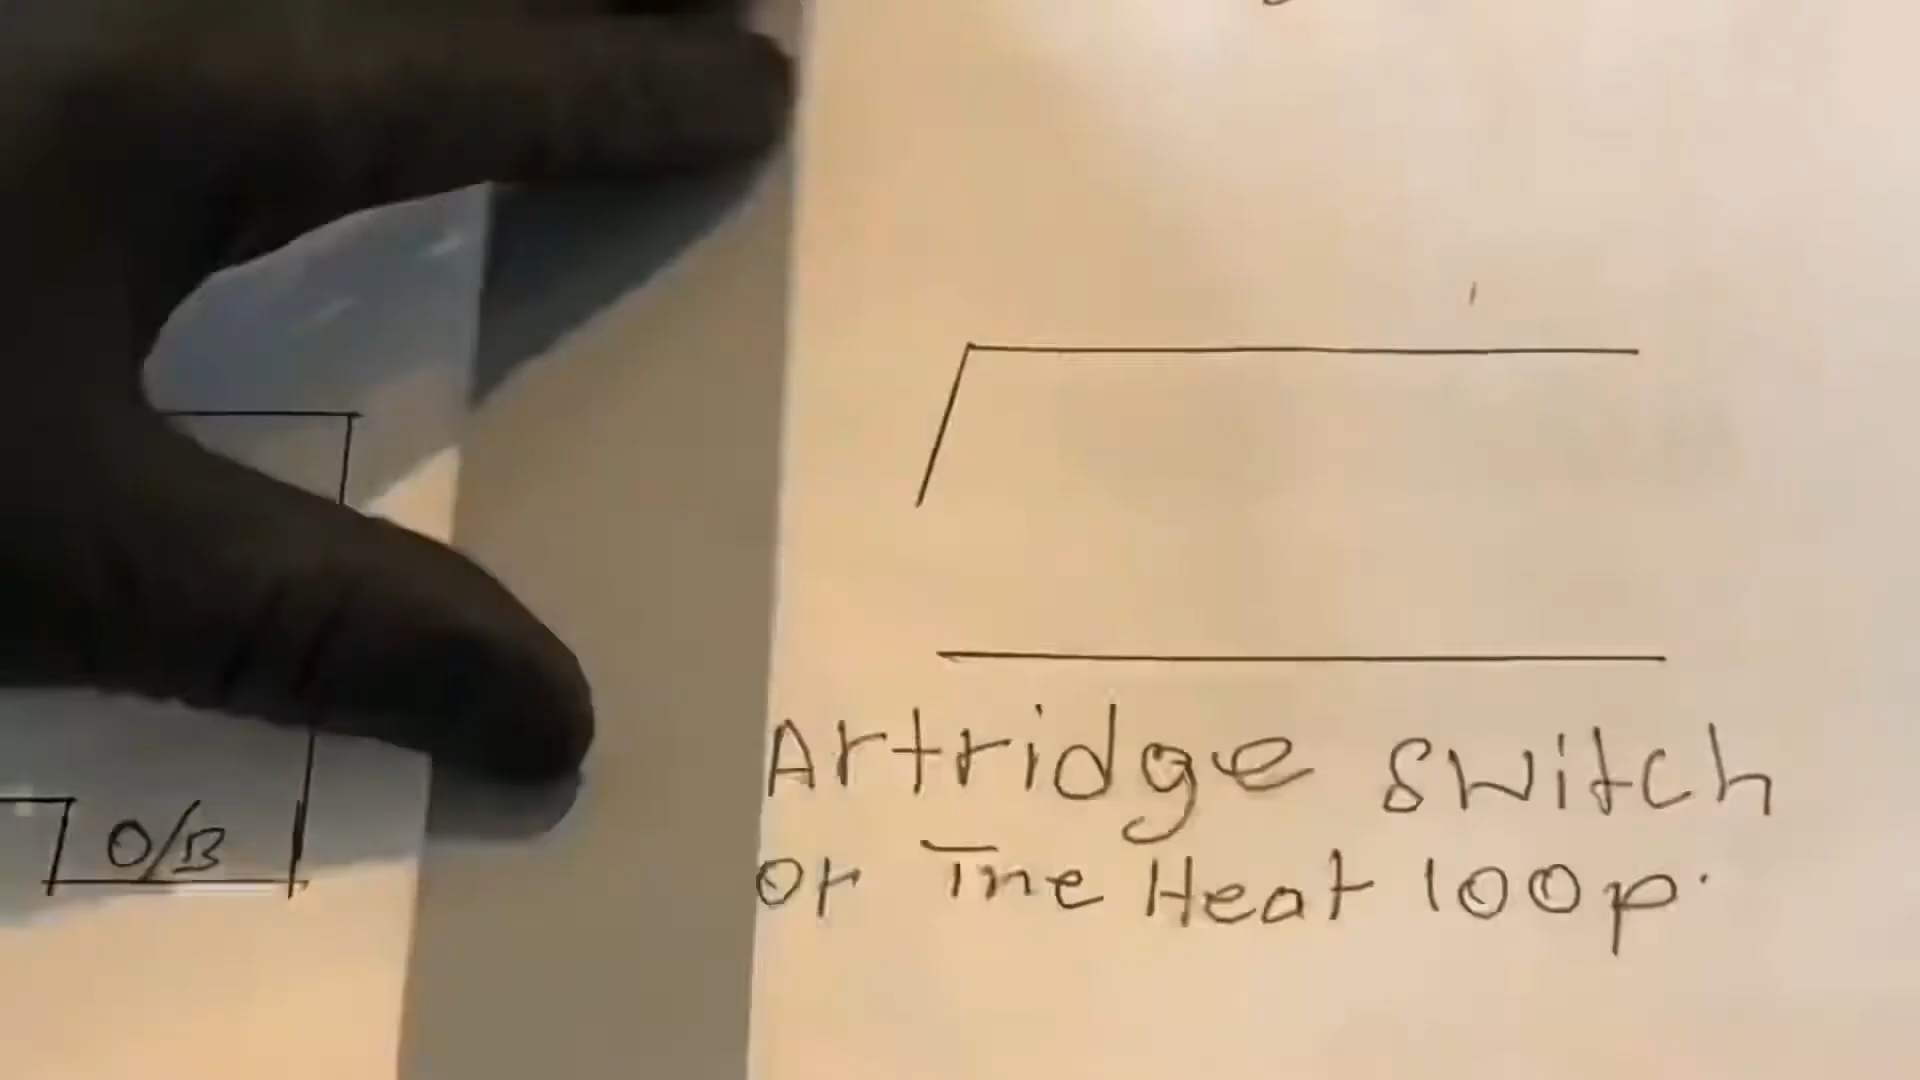 O/B
Artridge switch
or The Heat loop.